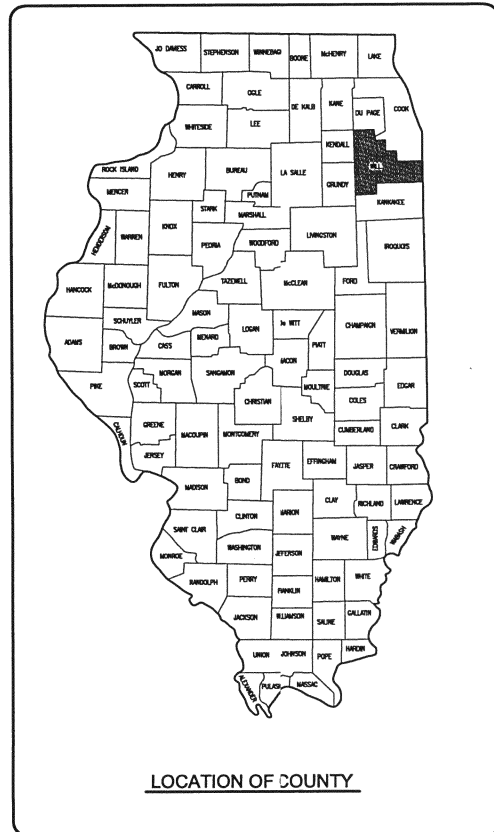 JO DAVIESS STEPHENSON WINNEBAGI BOONE McHENRY LAKE
CARROLL OGLE DE KALB KANE DU PAGE COOK
WHITESIDE LEE
KENDALL
ROCK ISLAND HENRY BUREAU LA SALLE GRUNDY WILL
MERCER PUTNAM KANKAKEE
STARK MARSHALL
HENDERSON WARREN KNOX PEORIA WOODFORD LIVINGSTON IROQUOIS
HANCOCK McDONOUGH FULTON TAZEWELL McCLEAN FORD
SCHUYLER MASON
ADAMS BROWN CASS MENARD LOGAN De WITT PIATT CHAMPAIGN VERMILION
PIKE SCOTT MORGAN SANGAMON MACON MOULTRIE DOUGLAS EDGAR
CHRISTIAN COLES
CALHOUN GREENE MACOUPIN MONTGOMERY SHELBY CUMBERLAND CLARK
JERSEY
FAYETTE EFFINGHAM JASPER CRAWFORD
MADISON BOND
CLAY RICHLAND LAWRENCE
CLINTON MARION
SAINT CLAIR WAYNE EDWARDS WABASH
MONROE WASHINGTON JEFERSON
RANDOLPH PERRY FRANKLIN HAMILTON WHITE
JACKSON WILLIAMSON SALINE GALLATIN
UNION JOHNSON POPE HARDIN
ALEXANDER PULASKI MASSAC
LOCATION OF COUNTY